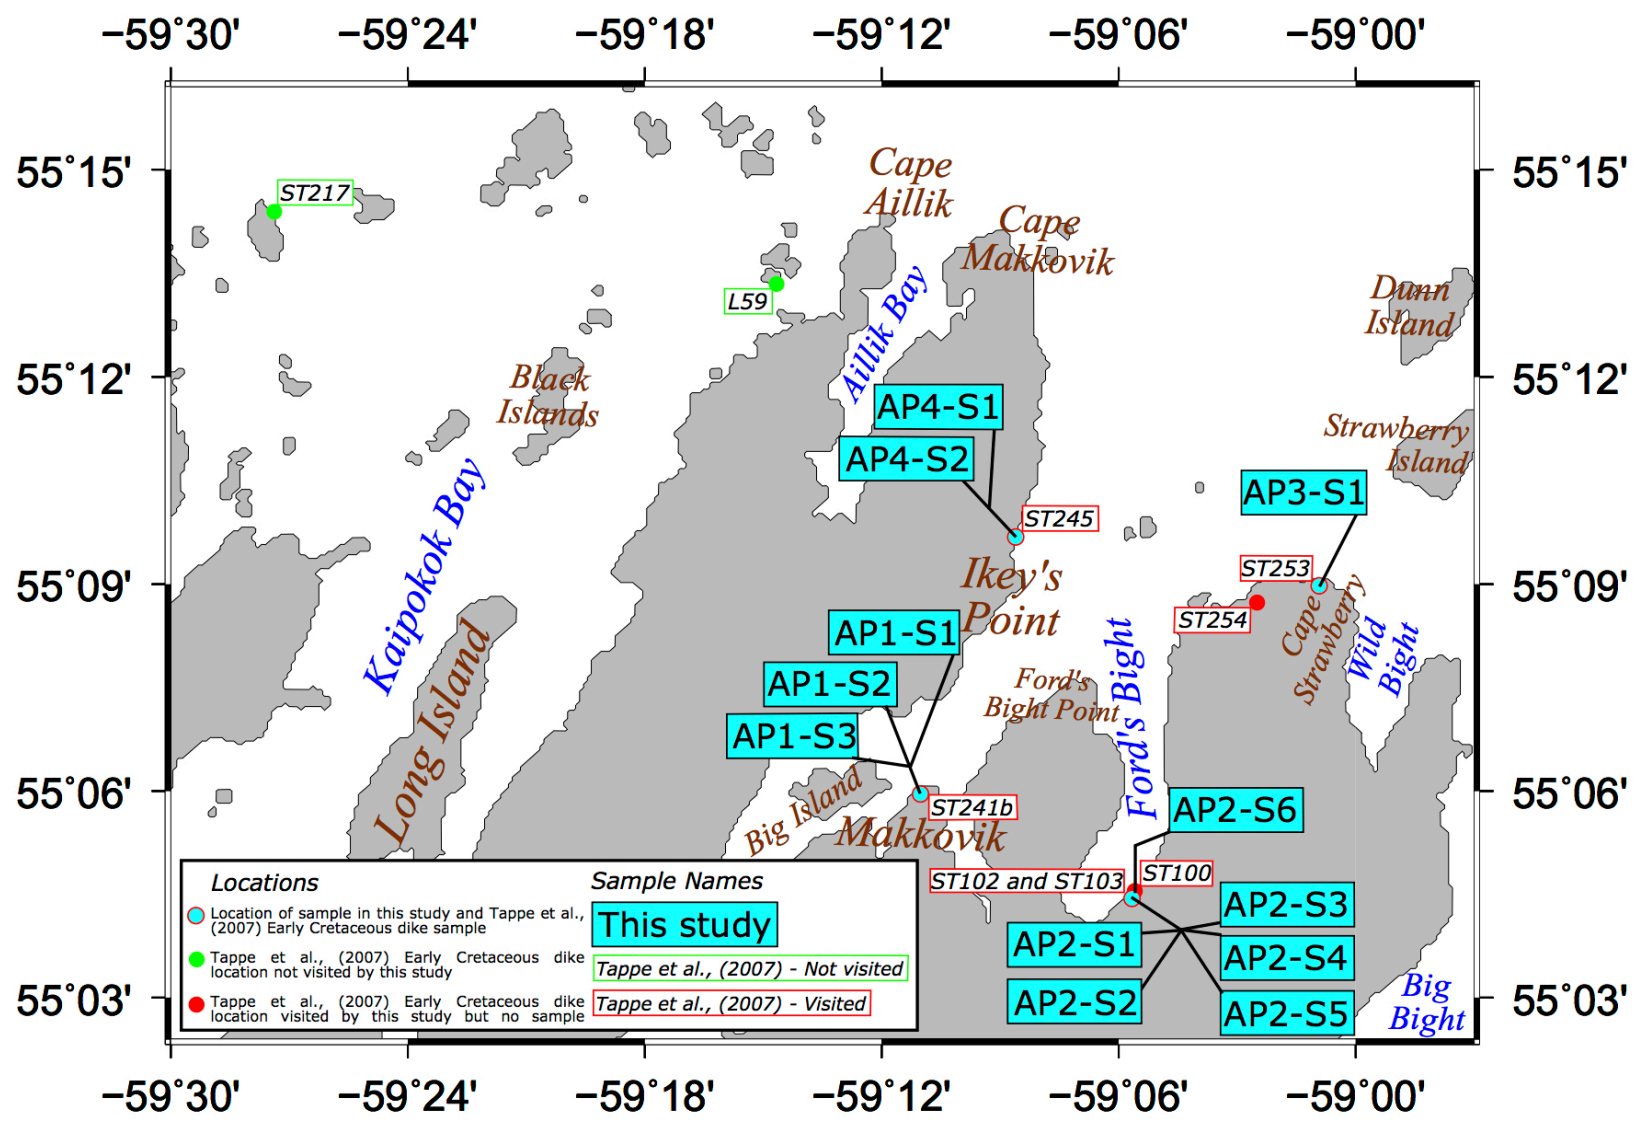 −59˚30' −59˚24' −59˚18' −59˚12' −59˚06' −59˚00'
55˚15' 55˚15'
Cape
Aillik
ST217
Cape
Makkovik
L59
Aillik Bay
Dunn
Island
55˚12' 55˚12'
Black
Islands
AP4-S1
AP4-S2
Strawberry
Island
AP3-S1
Kaipokok Bay
ST245
55˚09' 55˚09'
Ikey's
Point
ST253
ST254
Cape
Strawberry
Wild
Bight
AP1-S1
AP1-S2
AP1-S3
Long Island
Ford's
Bight Point
Ford's Bight
55˚06' 55˚06'
Big Island
ST241b
Makkovik
AP2-S6
ST102 and ST103
ST100
AP2-S3
AP2-S1
AP2-S4
AP2-S2
AP2-S5
Big
Bight
55˚03' 55˚03'
Locations
Location of sample in this study and Tappe et al.,
(2007) Early Cretaceous dike sample
Tappe et al., (2007) Early Cretaceous dike
location not visited by this study
Tappe et al., (2007) Early Cretaceous dike
location visited by this study but no sample
Sample Names
This study
Tappe et al., (2007) - Not visited
Tappe et al., (2007) - Visited
−59˚30' −59˚24' −59˚18' −59˚12' −59˚06' −59˚00'